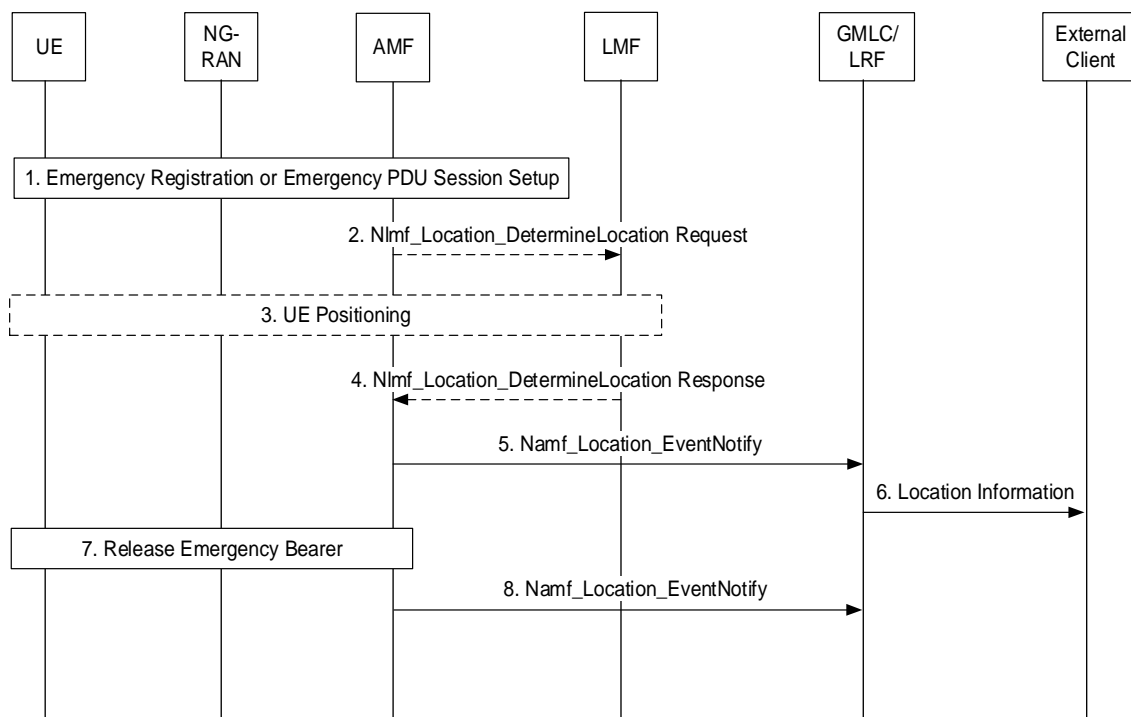 UE
NG-
RAN
AMF
LMF
GMLC/
LRF
External
Client
1. Emergency Registration or Emergency PDU Session Setup
2. Nlmf_Location_DetermineLocation Request
3. UE Positioning
4. Nlmf_Location_DetermineLocation Response
5. Namf_Location_EventNotify
6. Location Information
7. Release Emergency Bearer
8. Namf_Location_EventNotify